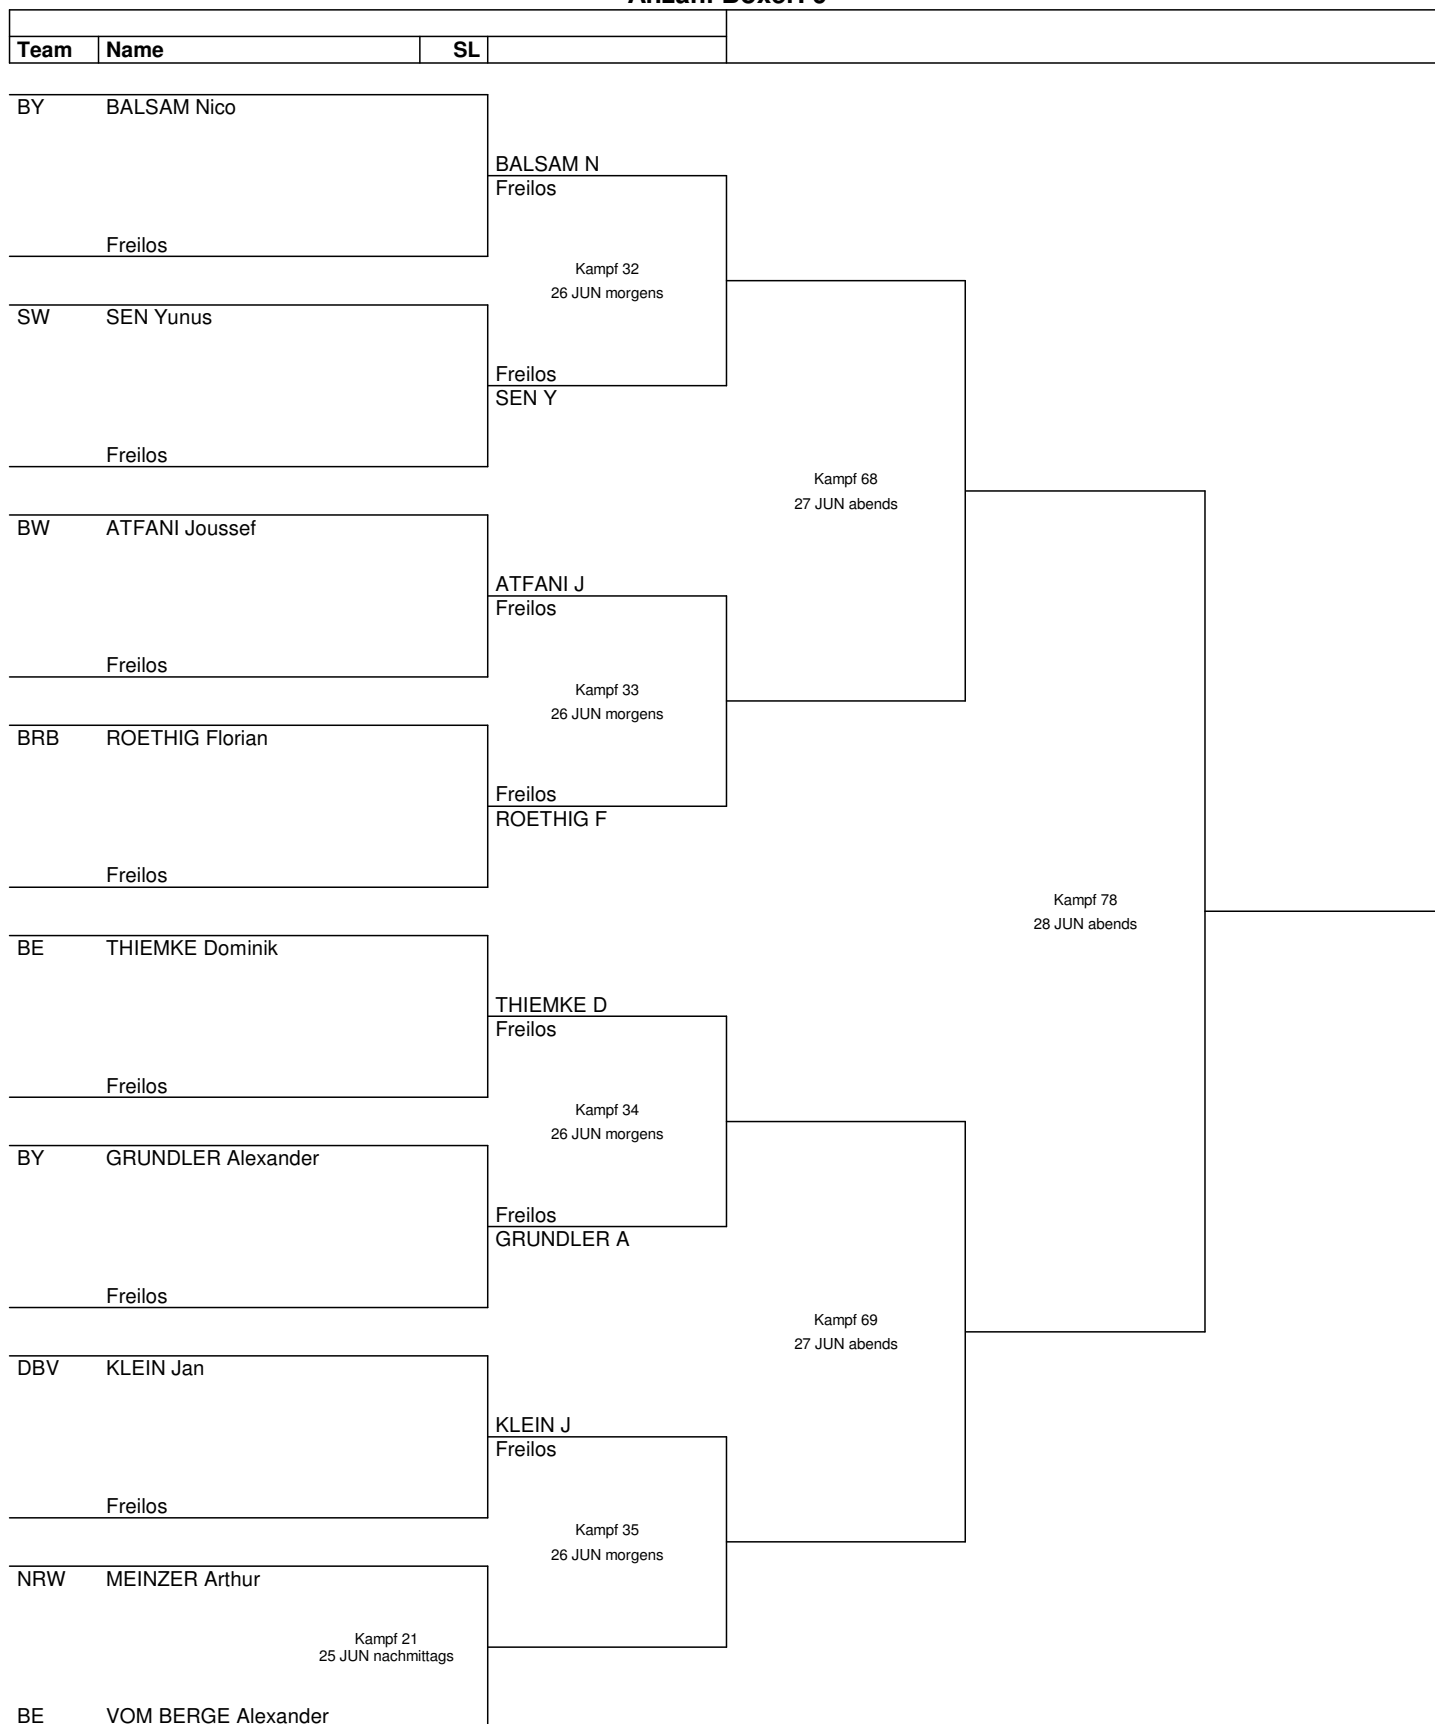 Team Name SL
BY BALSAM Nico
BALSAM N
Freilos
Freilos
Kampf 32
26 JUN morgens
SW SEN Yunus
Freilos
SEN Y
Freilos
Kampf 68
27 JUN abends
BW ATFANI Joussef
ATFANI J
Freilos
Freilos
Kampf 33
26 JUN morgens
BRB ROETHIG Florian
Freilos
ROETHIG F
Freilos
Kampf 78
28 JUN abends
BE THIEMKE Dominik
THIEMKE D
Freilos
Freilos
Kampf 34
26 JUN morgens
BY GRUNDLER Alexander
Freilos
GRUNDLER A
Freilos
Kampf 69
27 JUN abends
DBV KLEIN Jan
KLEIN J
Freilos
Freilos
Kampf 35
26 JUN morgens
NRW MEINZER Arthur
Kampf 21
25 JUN nachmittags
BE VOM BERGE Alexander